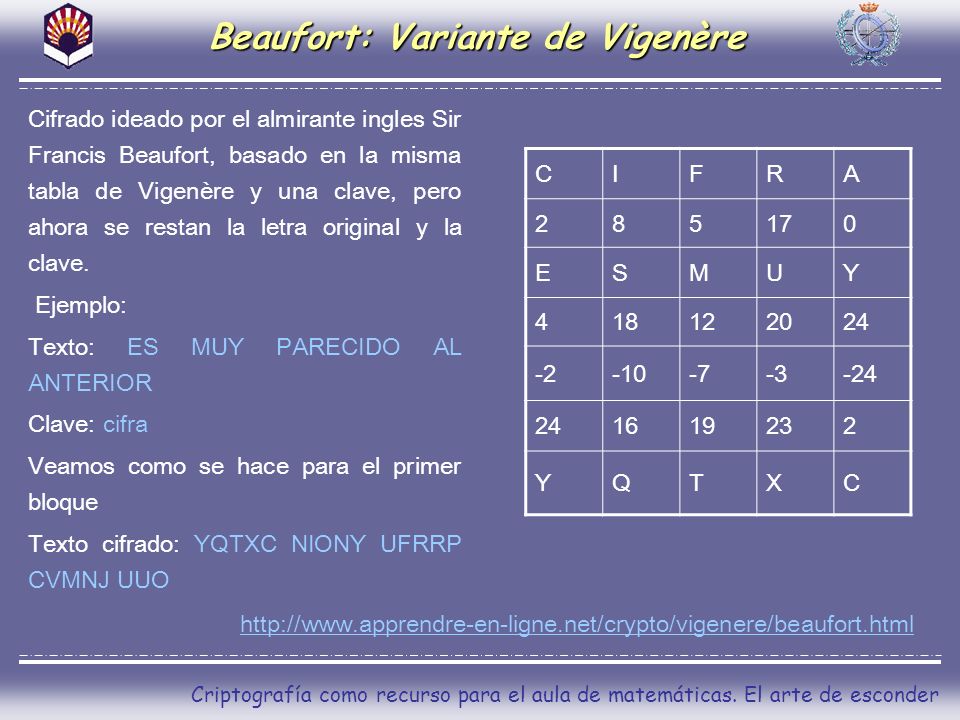 Beaufort: Variante de Vigenère
Cifrado ideado por el almirante ingles Sir
Francis Beaufort, basado en la misma
tabla de Vigenère y una clave, pero
ahora se restan la letra original y la
clave.
Ejemplo:
Texto: ES MUY PARECIDO AL
ANTERIOR
Clave: cifra
Veamos como se hace para el primer
bloque
Texto cifrado: YQTXC NIONY UFRRP
CVMNJ UUO
C I F R A
2 8 5 17 0
E S M U Y
4 18 12 20 24
-2 -10 -7 -3 -24
24 16 19 23 2
Y Q T X C
http://www.apprendre-en-ligne.net/crypto/vigenere/beaufort.html
Criptografía como recurso para el aula de matemáticas. El arte de esconder